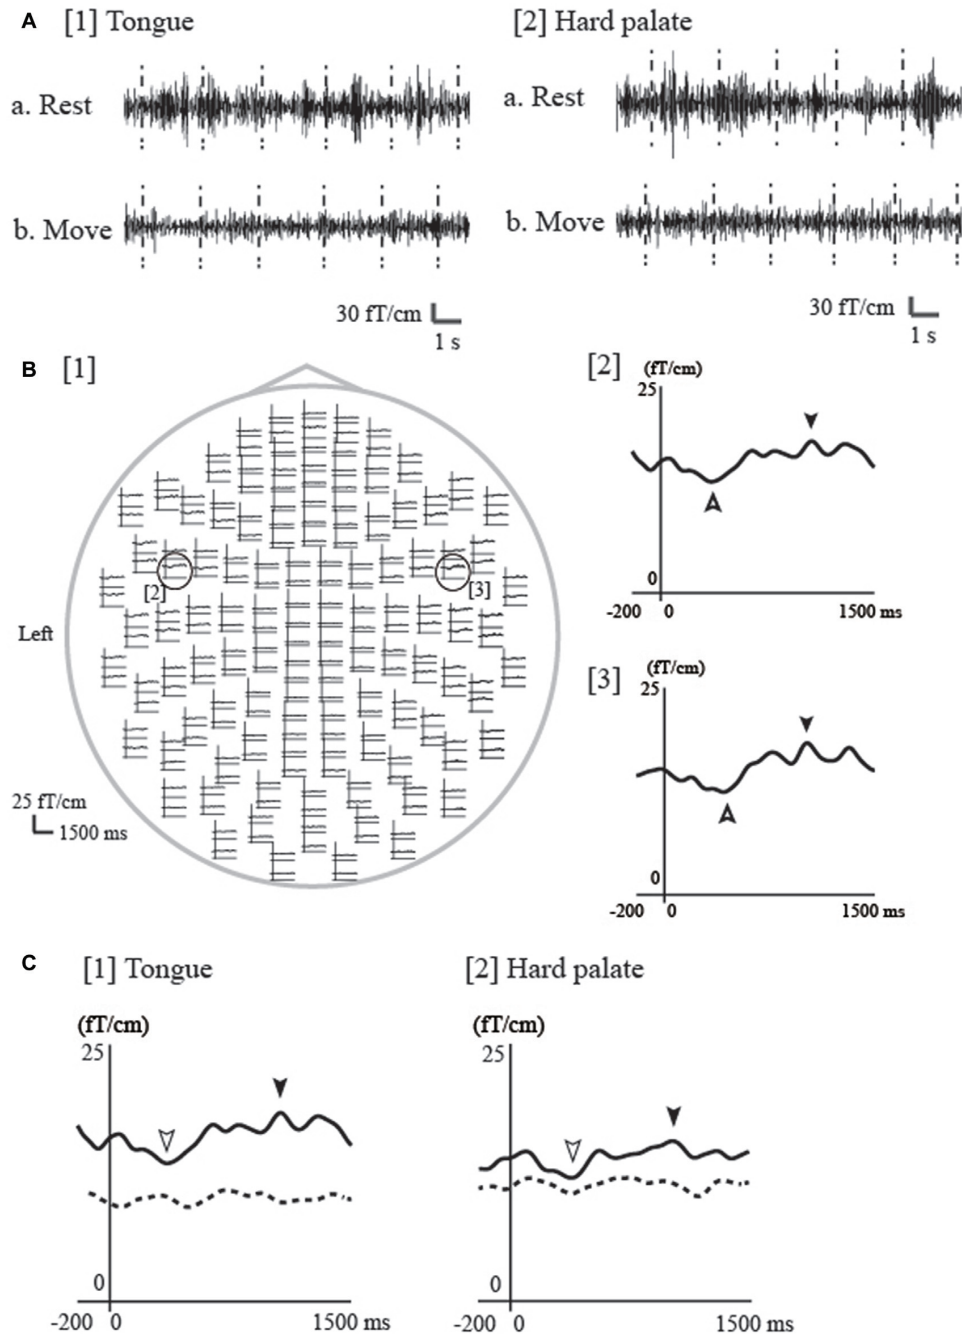 A [1] Tongue [2] Hard palate
a. Rest a. Rest
b. Move b. Move
30 fT/cm 30 fT/cm
1 s 1 s
B [1] [2] (fT/cm)
25
0
-200 0 1500 ms
[2] [3]
Left
[3] (fT/cm)
25
0
-200 0 1500 ms
25 fT/cm
1500 ms
C [1] Tongue [2] Hard palate
(fT/cm) (fT/cm)
25 25
0 0
-200 0 1500 ms -200 0 1500 ms